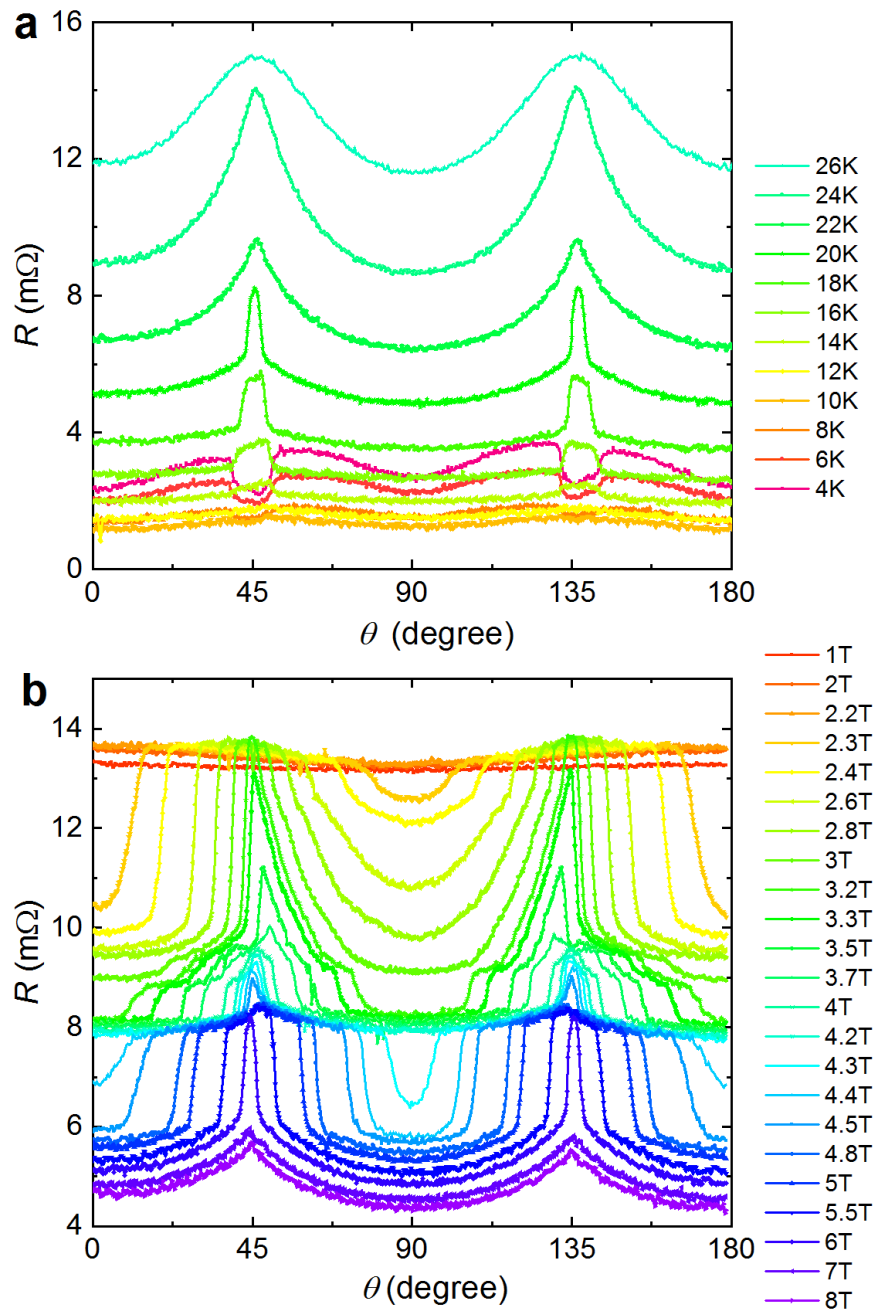 a
16
12
8
4
0
R (mΩ)
0 45 90 135 180
θ (degree)
26K
24K
22K
20K
18K
16K
14K
12K
10K
8K
6K
4K
b
14
12
10
8
6
4
R (mΩ)
0 45 90 135 180
θ (degree)
1T
2T
2.2T
2.3T
2.4T
2.6T
2.8T
3T
3.2T
3.3T
3.5T
3.7T
4T
4.2T
4.3T
4.4T
4.5T
4.8T
5T
5.5T
6T
7T
8T